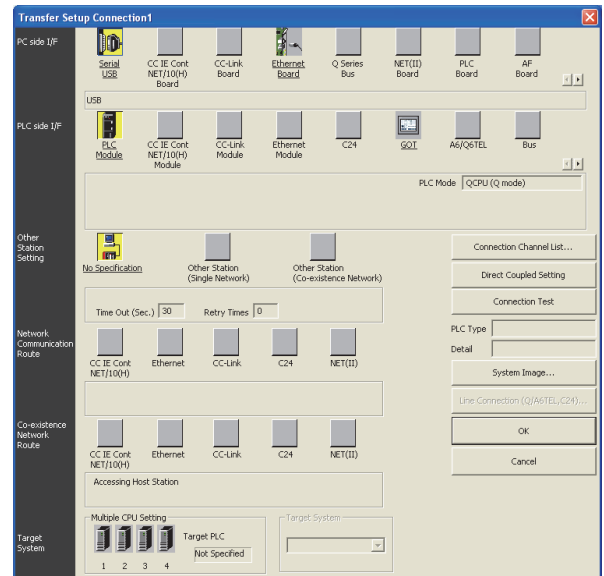 Transfer Setup Connection1
PC side I/F
Serial USB
CC IE Cont NET/10(H) Board
CC-Link Board
Ethernet Board
Q Series Bus
NET(II) Board
PLC Board
AF Board
USB
PLC side I/F
PLC Module
CC IE Cont NET/10(H) Module
CC-Link Module
Ethernet Module
C24
GOT
A6/Q6TEL
Bus
PLC Mode QCPU (Q mode)
Other Station Setting
No Specification
Other Station (Single Network)
Other Station (Co-existence Network)
Time Out (Sec.) 30 Retry Times 0
Connection Channel List...
Direct Coupled Setting
Connection Test
PLC Type
Detail
System Image...
Line Connection (Q/A6TEL,C24)...
OK
Cancel
Network Communication Route
CC IE Cont NET/10(H)
Ethernet
CC-Link
C24
NET(II)
Co-existence Network Route
CC IE Cont NET/10(H)
Ethernet
CC-Link
C24
NET(II)
Accessing Host Station
Target System
Multiple CPU Setting
1 2 3 4
Target PLC
Not Specified
Target System